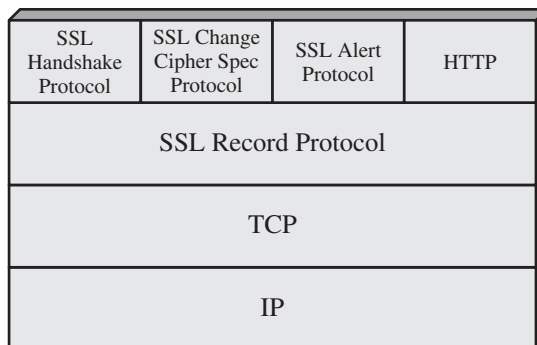 SSL
Handshake
Protocol
SSL Change
Cipher Spec
Protocol
SSL Alert
Protocol
HTTP
SSL Record Protocol
TCP
IP